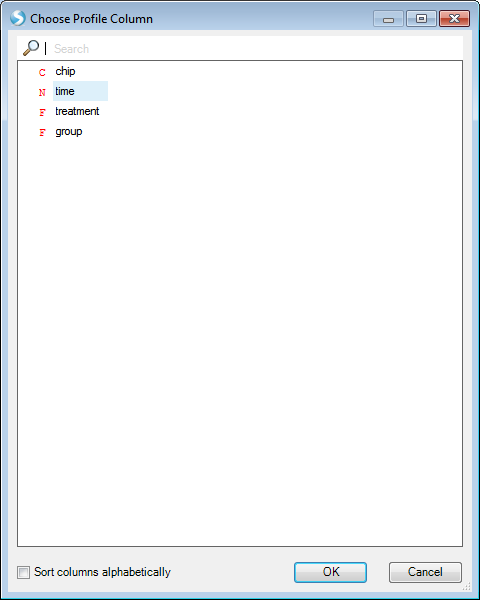 Choose Profile Column
Search
C chip
N time
F treatment
F group
Sort columns alphabetically
OK
Cancel